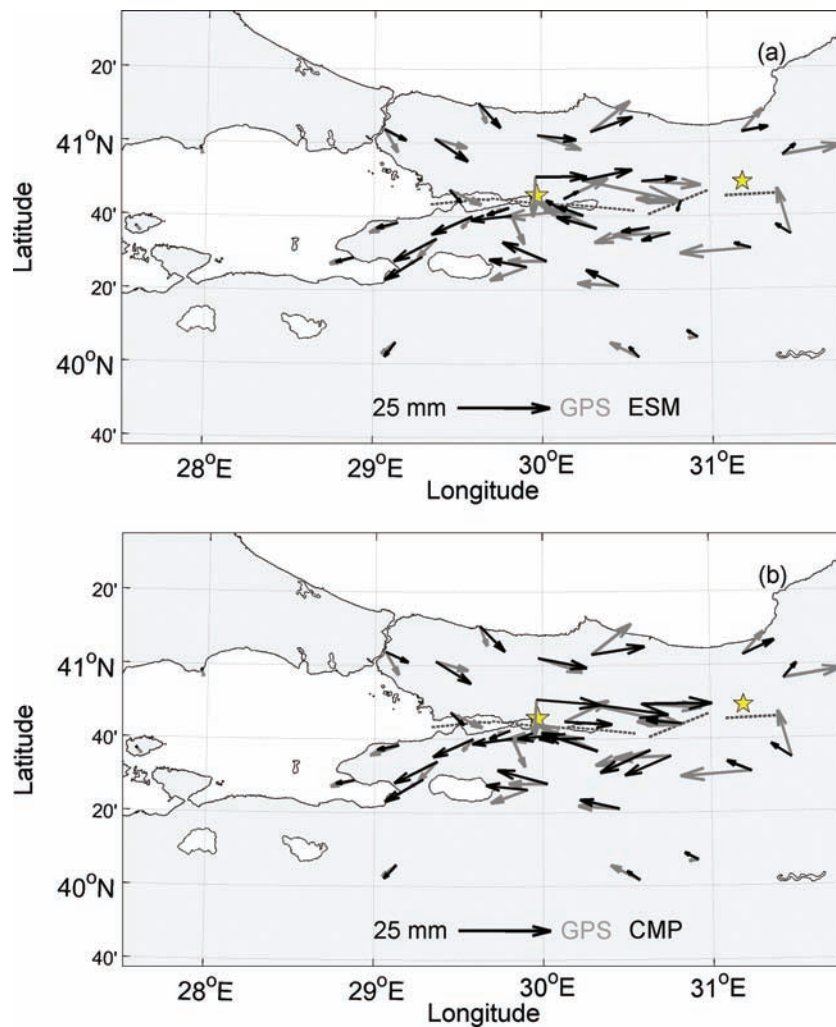 (a)
20'
41°N
40'
20'
40°N
40'
Latitude
25 mm GPS ESM
28°E 29°E 30°E 31°E
Longitude
(b)
20'
41°N
40'
20'
40°N
40'
Latitude
25 mm GPS CMP
28°E 29°E 30°E 31°E
Longitude